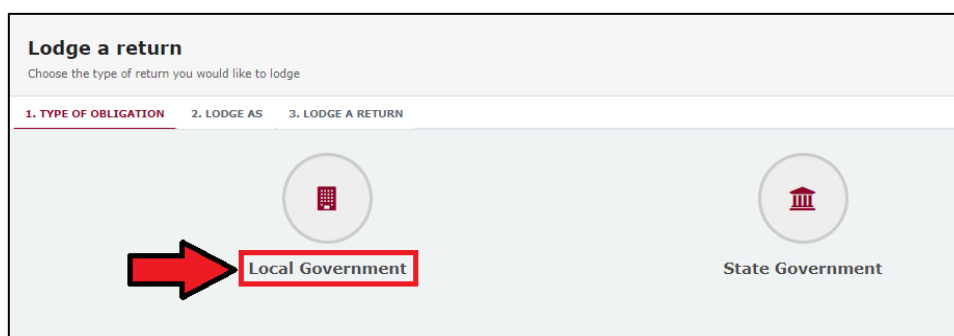 Lodge a return
Choose the type of return you would like to lodge
1. TYPE OF OBLIGATION 2. LODGE AS 3. LODGE A RETURN
Local Government State Government